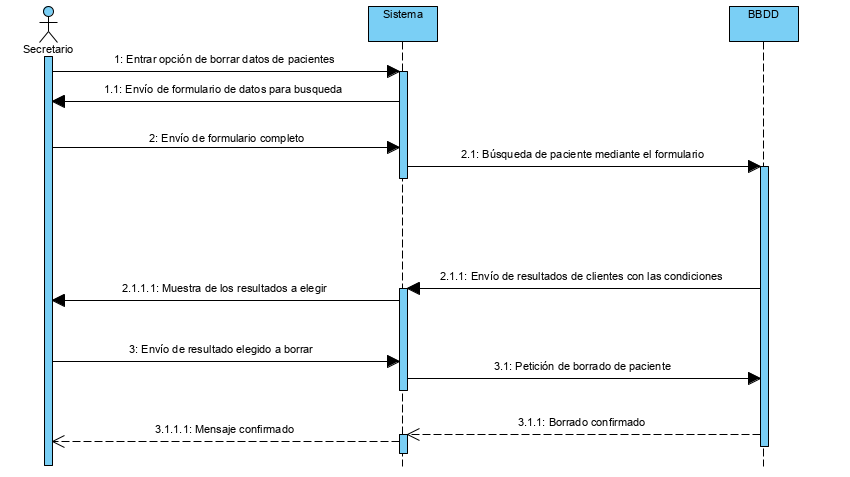 Secretario
Sistema
BBDD
1: Entrar opción de borrar datos de pacientes
1.1: Envío de formulario de datos para busqueda
2: Envío de formulario completo
2.1: Búsqueda de paciente mediante el formulario
2.1.1: Envío de resultados de clientes con las condiciones
2.1.1.1: Muestra de los resultados a elegir
3: Envío de resultado elegido a borrar
3.1: Petición de borrado de paciente
3.1.1: Borrado confirmado
3.1.1.1: Mensaje confirmado